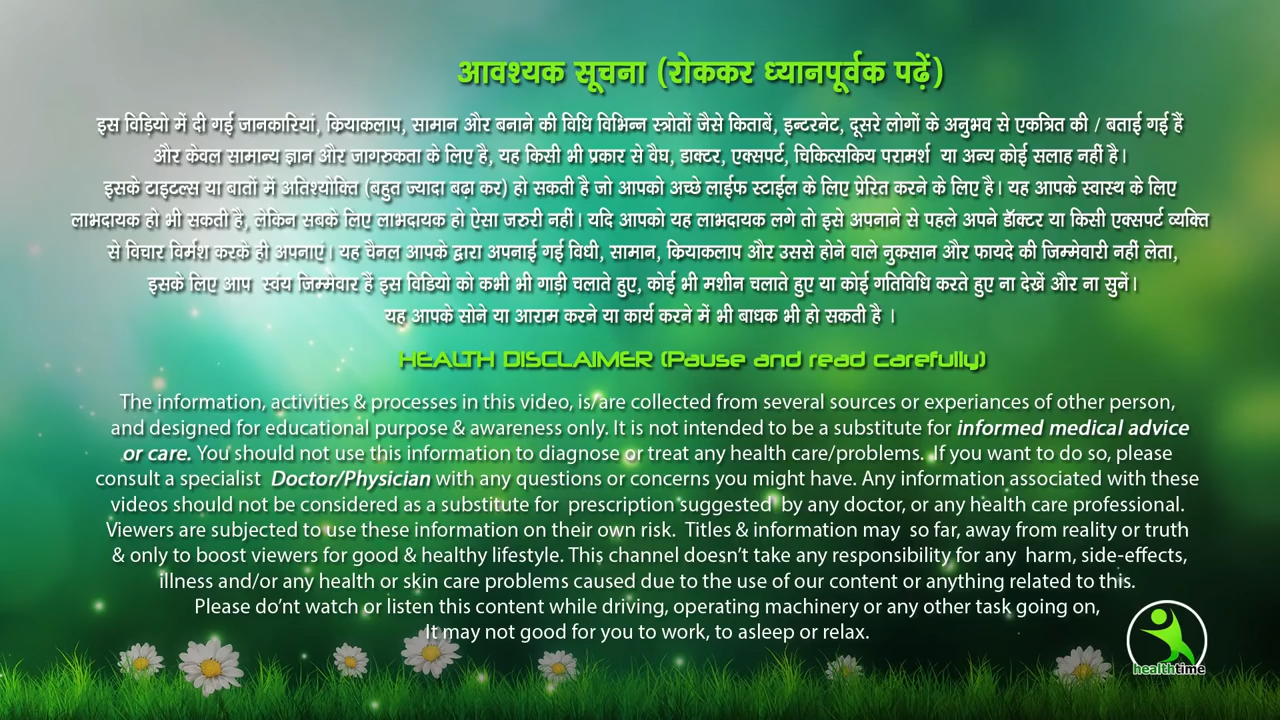 आवश्यक सूचना (रोककर ध्यानपूर्वक पढ़ें)
इस विड़ियो में दी गई जानकारियां, कियाकलाप, सामान और बनाने की विधि विभिन्न स्त्रोतों जैसे किताबें, इन्टरनेट, दूसरे लोगों के अनुभव से एकत्रित की / बताई गई हैं
और केवल सामान्य ज्ञान और जागरुकता के लिए है, यह किसी भी प्रकार से वैघ, डाक्टर, एक्सपर्ट, चिकित्सकिय परामर्श या अन्य कोई सलाह नहीं है।
इसके टाइटल्स या बातों में अतिश्योक्ति (बहुत ज्यादा बढ़ा कर) हो सकती है जो आपको अच्छे लाईफ स्टाईल के लिए प्रेरित करने के लिए है। यह आपके स्वास्थ के लिए
लाभदायक हो भी सकती है, लेकिन सबके लिए लाभदायक हो ऐसा जरुरी नहीं। यदि आपको यह लाभदायक लगे तो इसे अपनाने से पहले अपने डॉक्टर या किसी एक्सपर्ट व्यक्ति
से विचार विर्मश करके ही अपनाएं। यह चैनल आपके द्वारा अपनाई गई विधी, सामान, कियाकलाप और उससे होने वाले नुकसान और फायदे की जिम्मेवारी नहीं लेता,
इसके लिए आप स्वंय जिम्मेवार हैं इस विडियो को कभी भी गाड़ी चलाते हुए, कोई भी मशीन चलाते हुए या कोई गतिविधि करते हुए ना देखें और ना सुनें।
यह आपके सोने या आराम करने या कार्य करने में भी बाधक भी हो सकती है ।
HEALTH DISCLAIMER (Pause and read carefully)
The information, activities & processes in this video, is/are collected from several sources or experiances of other person,
and designed for educational purpose & awareness only. It is not intended to be a substitute for informed medical advice
or care. You should not use this information to diagnose or treat any health care/problems. If you want to do so, please
consult a specialist Doctor/Physician with any questions or concerns you might have. Any information associated with these
videos should not be considered as a substitute for prescription suggested by any doctor, or any health care professional.
Viewers are subjected to use these information on their own risk. Titles & information may so far, away from reality or truth
& only to boost viewers for good & healthy lifestyle. This channel doesn't take any responsibility for any harm, side-effects,
illness and/or any health or skin care problems caused due to the use of our content or anything related to this.
Please do'nt watch or listen this content while driving, operating machinery or any other task going on,
It may not good for you to work, to asleep or relax.
healthtime